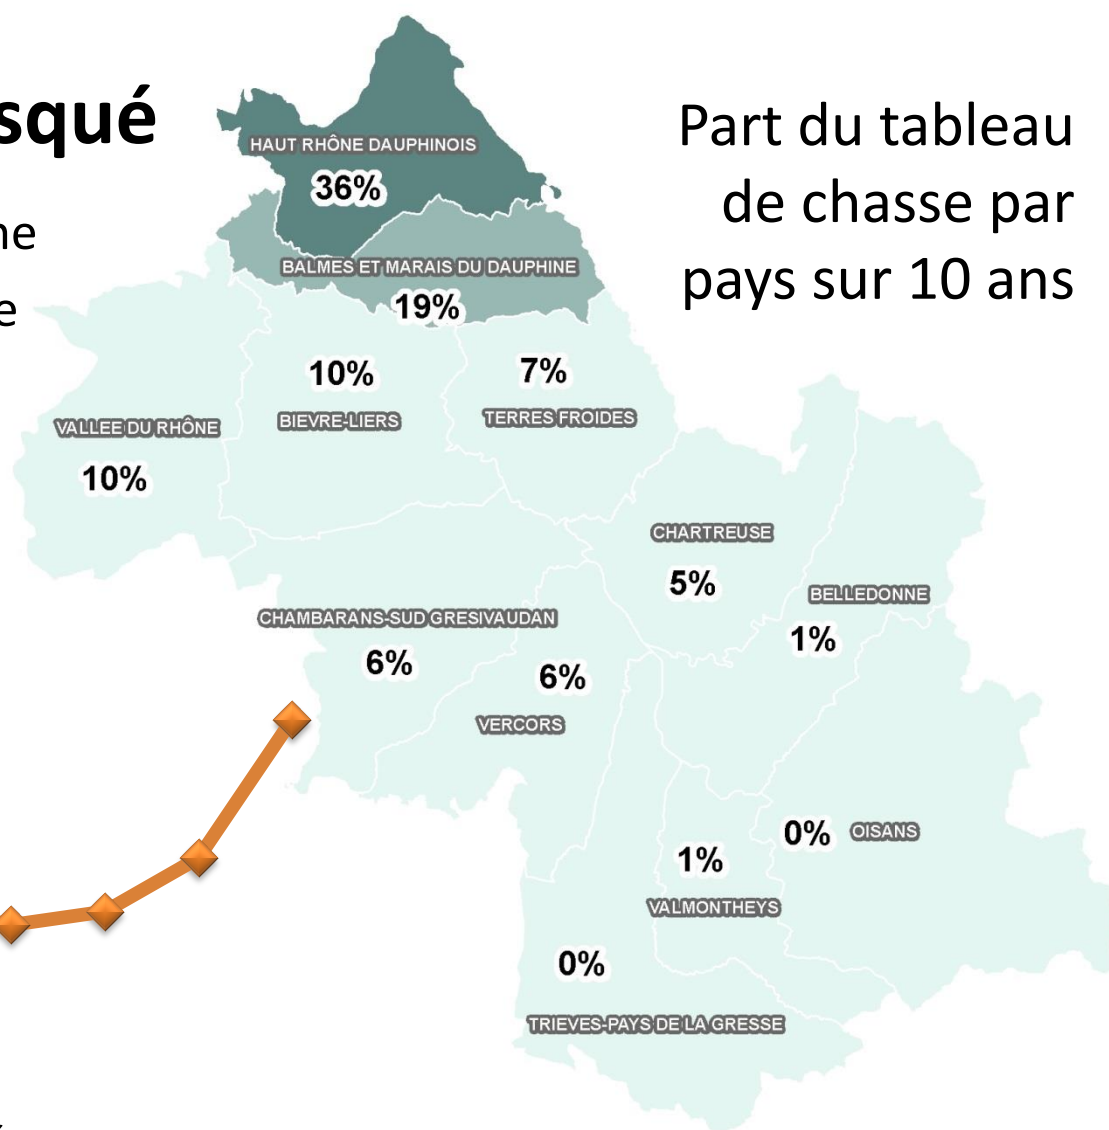 squé
ne
e
Part du tableau
de chasse par
pays sur 10 ans
HAUT RHÔNE DAUPHINOIS
36%
BALMES ET MARAIS DU DAUPHINE
19%
10%
BIEVRE-LIERS
7%
TERRES FROIDES
VALLEE DU RHÔNE
10%
CHARTREUSE
5%
BELLEDONNE
1%
CHAMBARANS-SUD GRESIVAUDAN
6%
6%
VERCORS
0% OISANS
1%
VALMONTHEYS
0%
TRIEVES-PAYS DE LA GRESSE